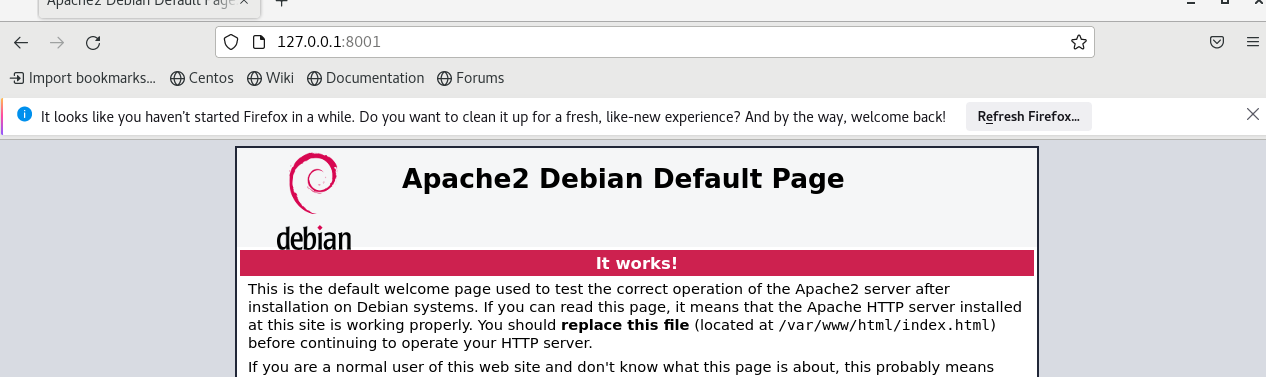 Apache2 Debian Default Page
127.0.0.1:8001
Import bookmarks... Centos Wiki Documentation Forums
It looks like you haven't started Firefox in a while. Do you want to clean it up for a fresh, like-new experience? And by the way, welcome back! Refresh Firefox...
debian
Apache2 Debian Default Page
It works!
This is the default welcome page used to test the correct operation of the Apache2 server after
installation on Debian systems. If you can read this page, it means that the Apache HTTP server installed
at this site is working properly. You should replace this file (located at /var/www/html/index.html)
before continuing to operate your HTTP server.
If you are a normal user of this web site and don't know what this page is about, this probably means